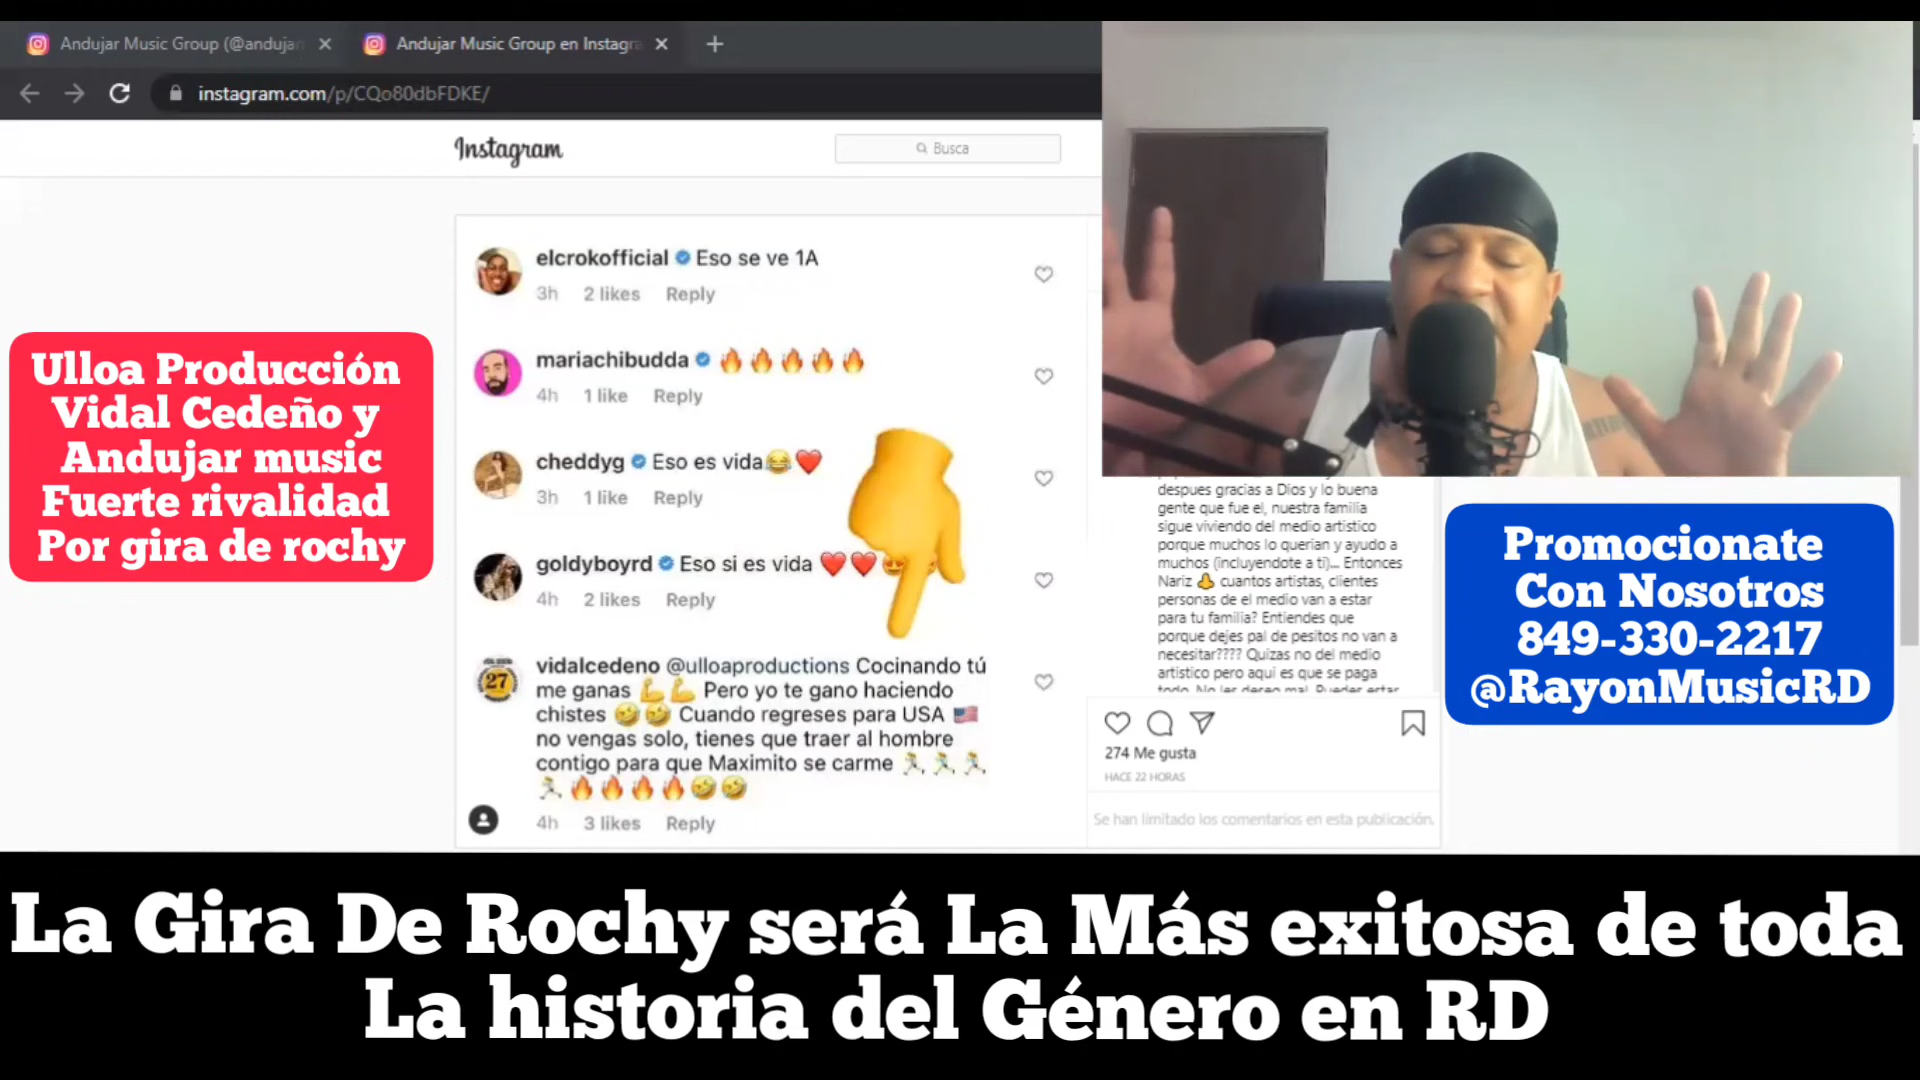 Andujar Music Group (@andujar
Andujar Music Group en Instagra
instagram.com/p/CQo80dbFDKE/
Instagram
Busca
elcrokofficial Eso se ve 1A
3h 2 likes Reply
mariachibudda 🔥🔥🔥🔥🔥
4h 1 like Reply
cheddyg Eso es vida😂❤️
3h 1 like Reply
goldyboyrd Eso si es vida ❤️❤️
4h 2 likes Reply
27
vidalcedeno @ulloaproductions Cocinando tú
me ganas 💪💪 Pero yo te gano haciendo
chistes 🤣🤣 Cuando regreses para USA 🇺🇸
no vengas solo, tienes que traer al hombre
contigo para que Maximito se carme 🏃🏃🏃
🏃🔥🔥🔥🔥🤣🤣
4h 3 likes Reply
Ulloa Producción
Vidal Cedeño y
Andujar music
Fuerte rivalidad
Por gira de rochy
despues gracias a Dios y lo buena
gente que fue el, nuestra familia
sigue viviendo del medio artistico
porque muchos lo querian y ayudo a
muchos (incluyendote a ti)... Entonces
Nariz 👃 cuantos artistas, clientes
personas de el medio van a estar
para tu familia? Entiendes que
porque dejes pal de pesitos no van a
necesitar???? Quizas no del medio
artistico pero aqui es que se paga
todo. No les deseo mal. Puedes estar
274 Me gusta
HACE 22 HORAS
Se han limitado los comentarios en esta publicación.
Promocionate
Con Nosotros
849-330-2217
@RayonMusicRD
La Gira De Rochy será La Más exitosa de toda
La historia del Género en RD